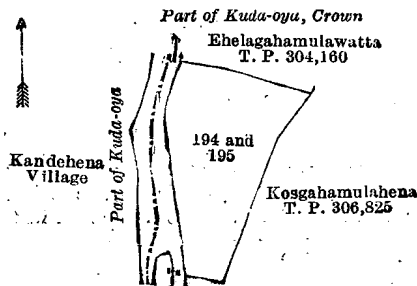 Part of Kuda-oya, Crown
Ehelagahamulawatta
T. P. 304,160
194 and
195
Part of Kuda-oya
Kandehena
Village
Kosgahamulahena
T. P. 306,825